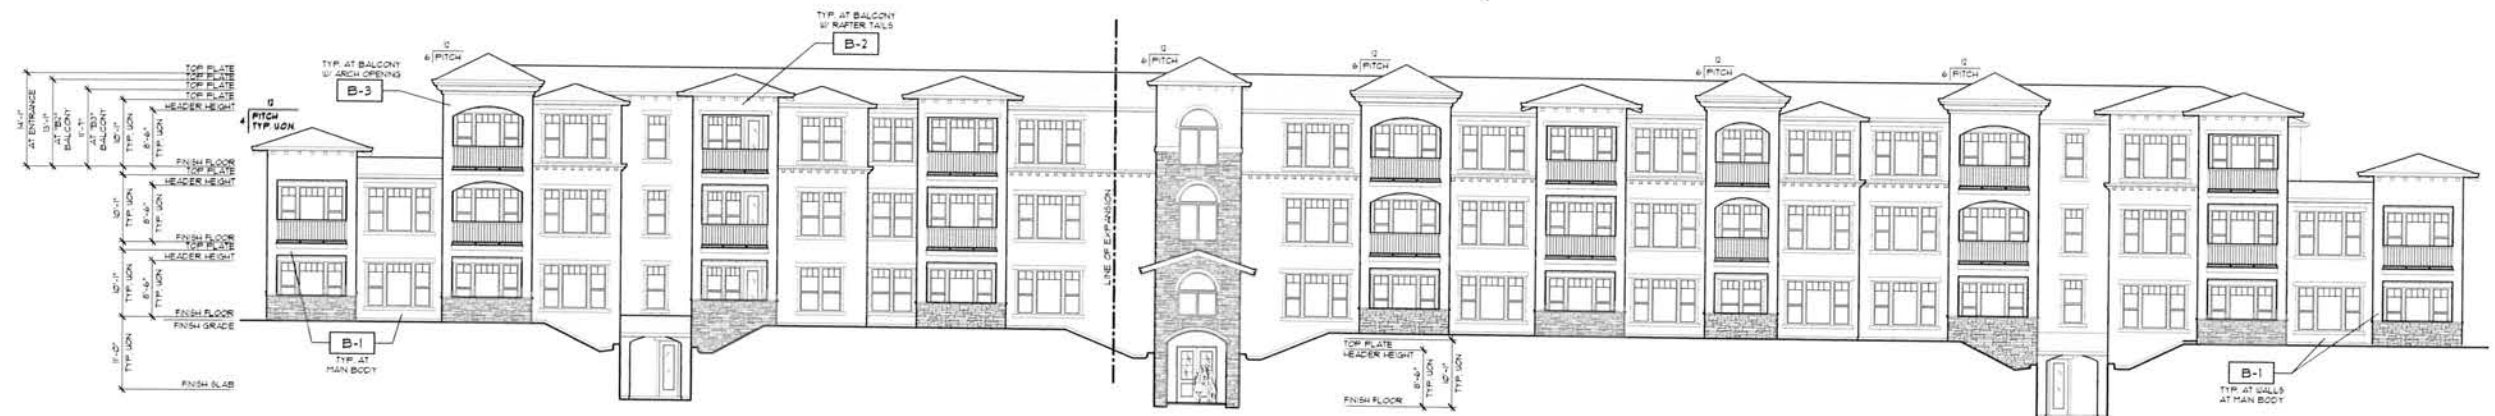 TYP. AT BALCONY
W/ RAFTER TAILS
B-2
12
6 PITCH
TYP. AT BALCONY
W/ ARCH OPENING
B-3
12
6 PITCH
12
6 PITCH
12
6 PITCH
12
6 PITCH
12
4 PITCH
TYP. UON
TOP PLATE
TOP PLATE
TOP PLATE
TOP PLATE
HEADER HEIGHT
FINISH FLOOR
TOP PLATE
HEADER HEIGHT
FINISH FLOOR
TOP PLATE
HEADER HEIGHT
FINISH FLOOR
FINISH GRADE
FINISH SLAB
14'-1"
AT ENTRANCE
13'-1"
AT "B2"
BALCONY
11'-7"
AT "B3"
BALCONY
10'-1"
TYP. UON
8'-6"
TYP. UON
10'-1"
TYP. UON
8'-6"
TYP. UON
10'-1"
TYP. UON
8'-6"
TYP. UON
11'-0"
TYP. UON
LINE OF EXPANSION
B-1
TYP. AT
MAIN BODY
TOP PLATE
HEADER HEIGHT
8'-6"
TYP. UON
10'-1"
TYP. UON
FINISH FLOOR
B-1
TYP. AT WALLS
AT MAIN BODY